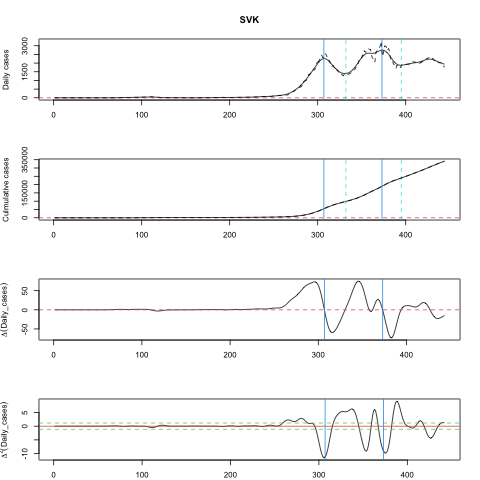 SVK
Daily cases
0 1500 3000
0 100 200 300 400
Culmulative cases
0 150000 350000
0 100 200 300 400
Δ(Daily_cases)
-50 0 50
0 100 200 300 400
Δ²(Daily_cases)
-10 0 5
0 100 200 300 400